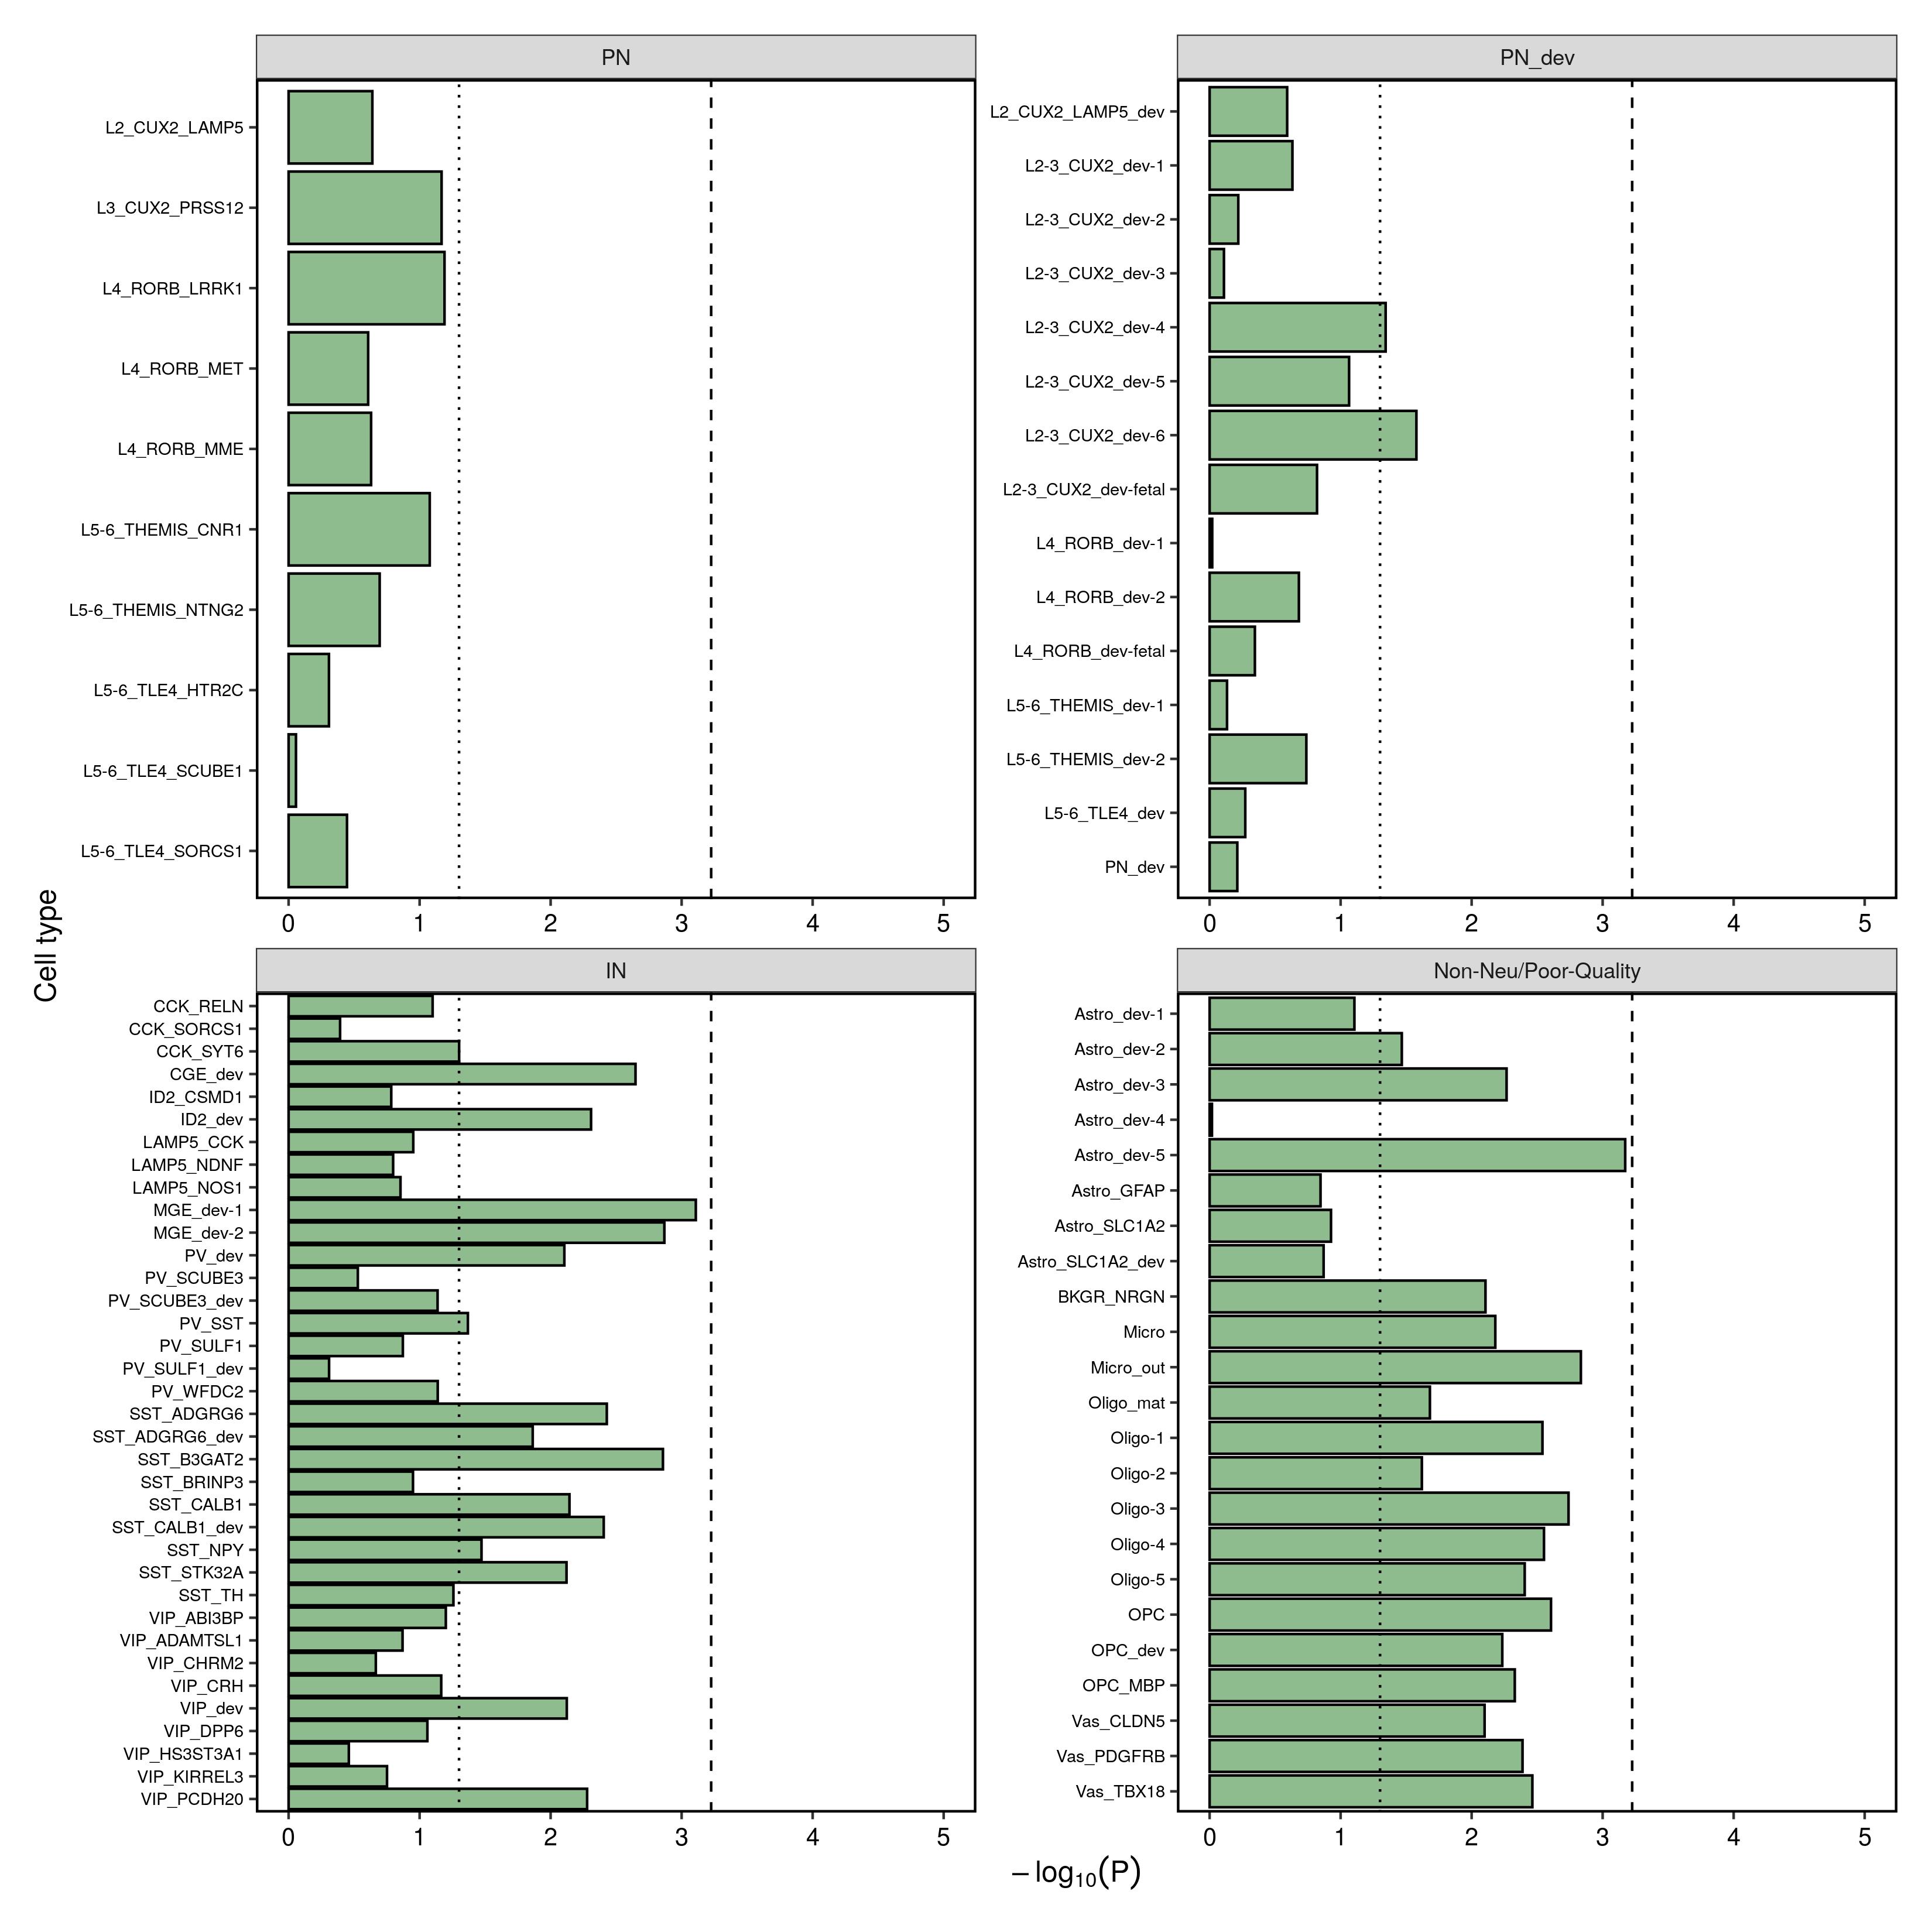 PN
L2_CUX2_LAMP5
L3_CUX2_PRSS12
L4_RORB_LRRK1
L4_RORB_MET
L4_RORB_MME
L5-6_THEMIS_CNR1
L5-6_THEMIS_NTNG2
L5-6_TLE4_HTR2C
L5-6_TLE4_SCUBE1
L5-6_TLE4_SORCS1
0 1 2 3 4 5
PN_dev
L2_CUX2_LAMP5_dev
L2-3_CUX2_dev-1
L2-3_CUX2_dev-2
L2-3_CUX2_dev-3
L2-3_CUX2_dev-4
L2-3_CUX2_dev-5
L2-3_CUX2_dev-6
L2-3_CUX2_dev-fetal
L4_RORB_dev-1
L4_RORB_dev-2
L4_RORB_dev-fetal
L5-6_THEMIS_dev-1
L5-6_THEMIS_dev-2
L5-6_TLE4_dev
PN_dev
0 1 2 3 4 5
Cell type
IN
CCK_RELN
CCK_SORCS1
CCK_SYT6
CGE_dev
ID2_CSMD1
ID2_dev
LAMP5_CCK
LAMP5_NDNF
LAMP5_NOS1
MGE_dev-1
MGE_dev-2
PV_dev
PV_SCUBE3
PV_SCUBE3_dev
PV_SST
PV_SULF1
PV_SULF1_dev
PV_WFDC2
SST_ADGRG6
SST_ADGRG6_dev
SST_B3GAT2
SST_BRINP3
SST_CALB1
SST_CALB1_dev
SST_NPY
SST_STK32A
SST_TH
VIP_ABI3BP
VIP_ADAMTSL1
VIP_CHRM2
VIP_CRH
VIP_dev
VIP_DPP6
VIP_HS3ST3A1
VIP_KIRREL3
VIP_PCDH20
0 1 2 3 4 5
Non-Neu/Poor-Quality
Astro_dev-1
Astro_dev-2
Astro_dev-3
Astro_dev-4
Astro_dev-5
Astro_GFAP
Astro_SLC1A2
Astro_SLC1A2_dev
BKGR_NRGN
Micro
Micro_out
Oligo_mat
Oligo-1
Oligo-2
Oligo-3
Oligo-4
Oligo-5
OPC
OPC_dev
OPC_MBP
Vas_CLDN5
Vas_PDGFRB
Vas_TBX18
0 1 2 3 4 5
−log₁₀(P)